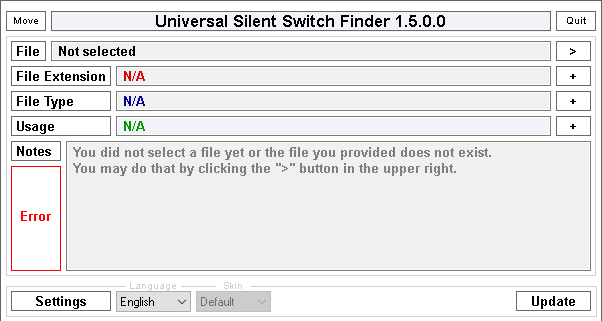 Move Universal Silent Switch Finder 1.5.0.0 Quit
File Not selected >
File Extension N/A +
File Type N/A +
Usage N/A +
Notes You did not select a file yet or the file you provided does not exist.
You may do that by clicking the ">" button in the upper right.
Error
Language Skin
Settings English Default Update